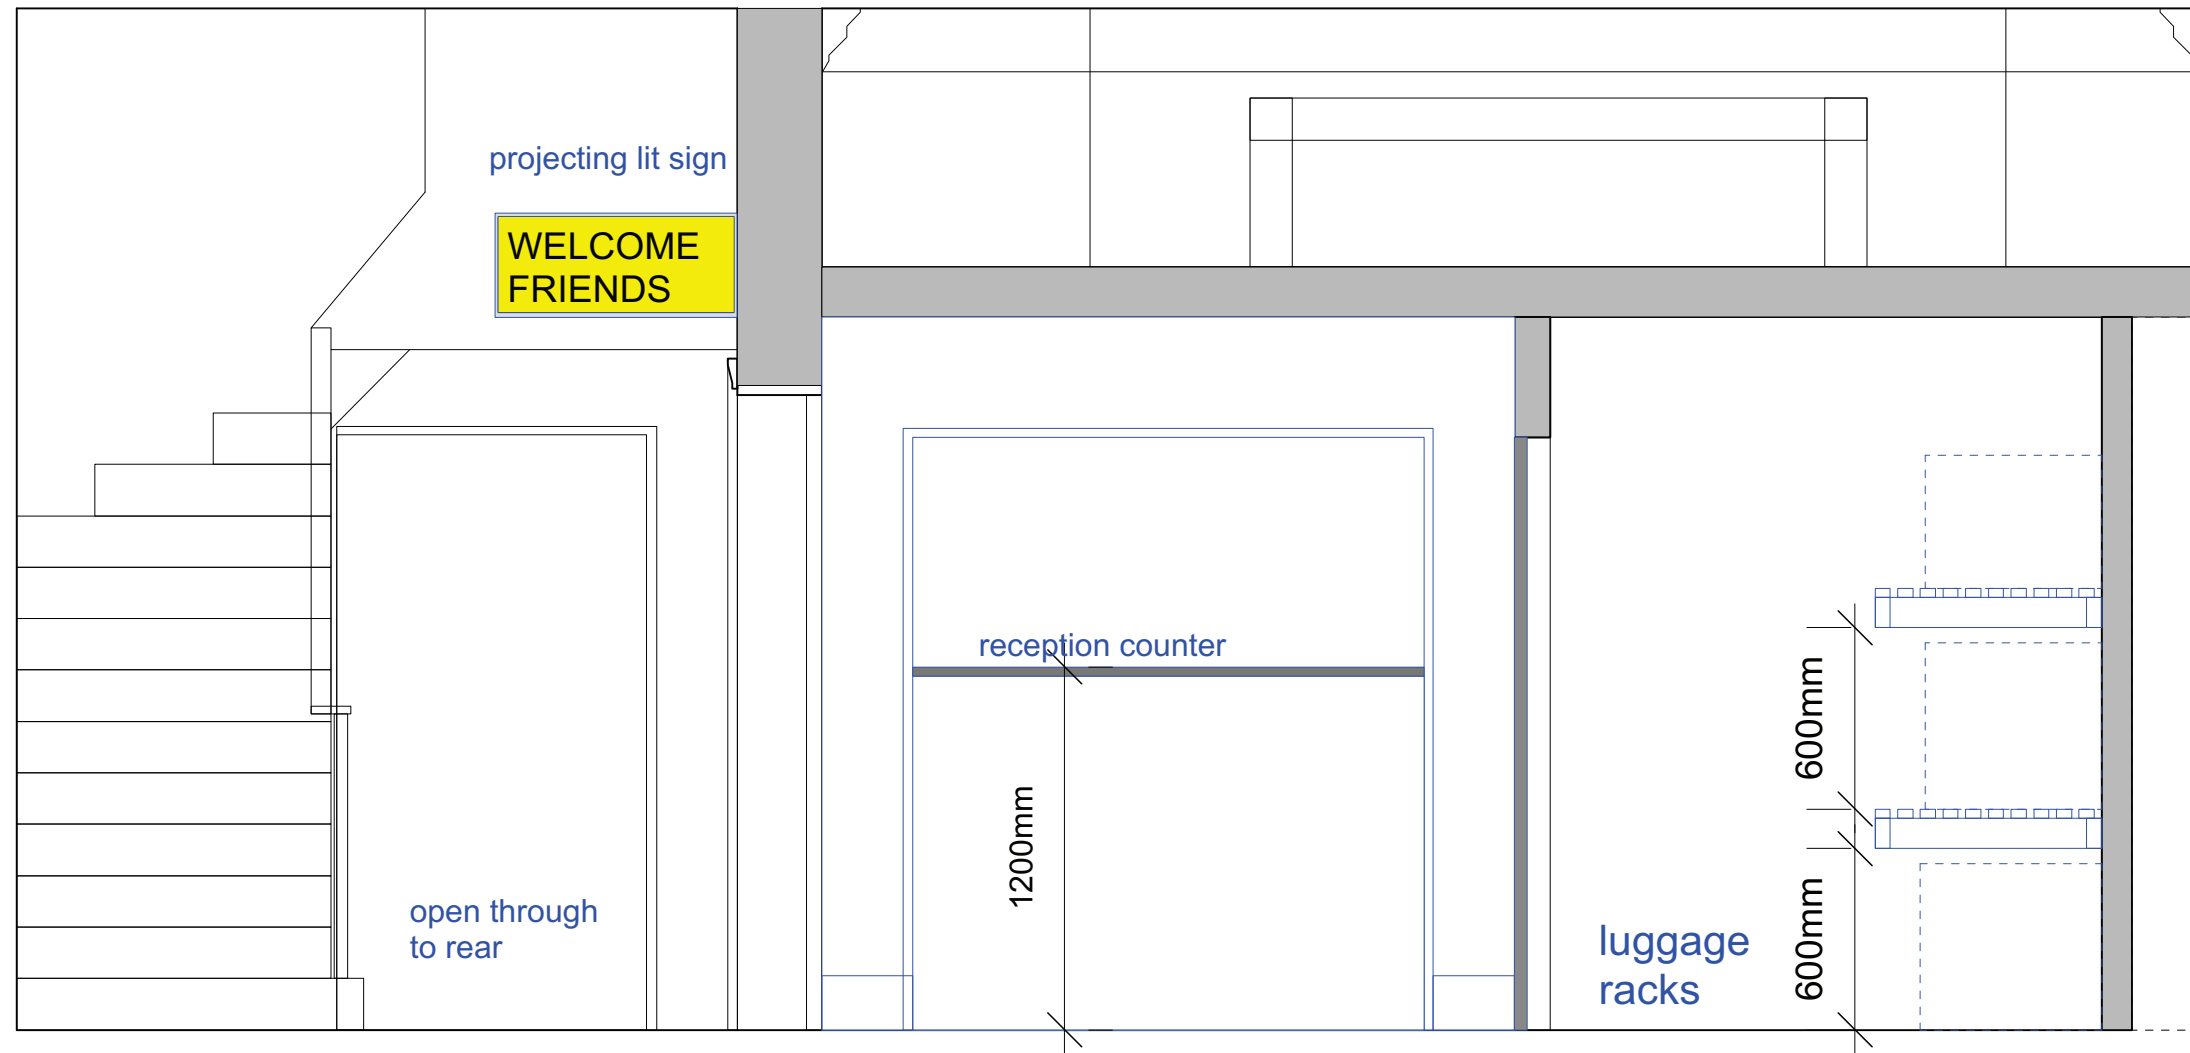 projecting lit sign
WELCOME
FRIENDS
reception counter
600mm
1200mm
open through
to rear
luggage
racks
600mm